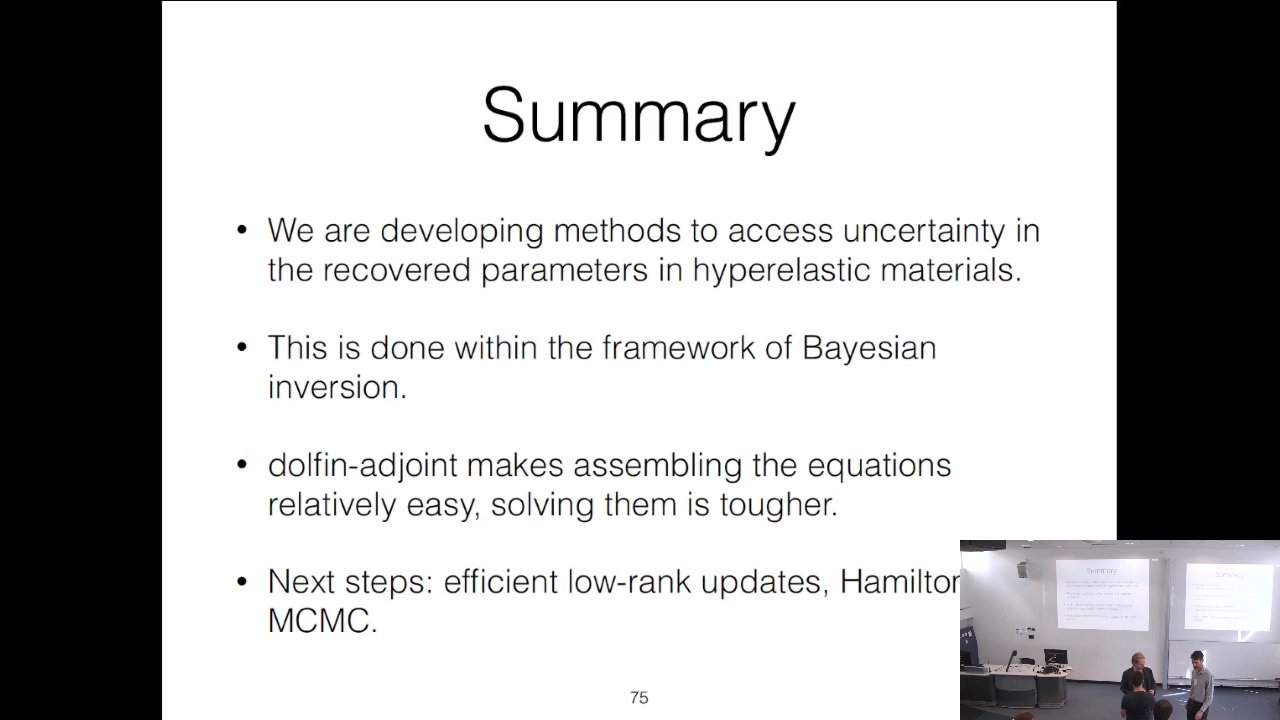 Summary
• We are developing methods to access uncertainty in
the recovered parameters in hyperelastic materials.
• This is done within the framework of Bayesian
inversion.
• dolfin-adjoint makes assembling the equations
relatively easy, solving them is tougher.
• Next steps: efficient low-rank updates, Hamilton
MCMC.
75
Summary
Summary